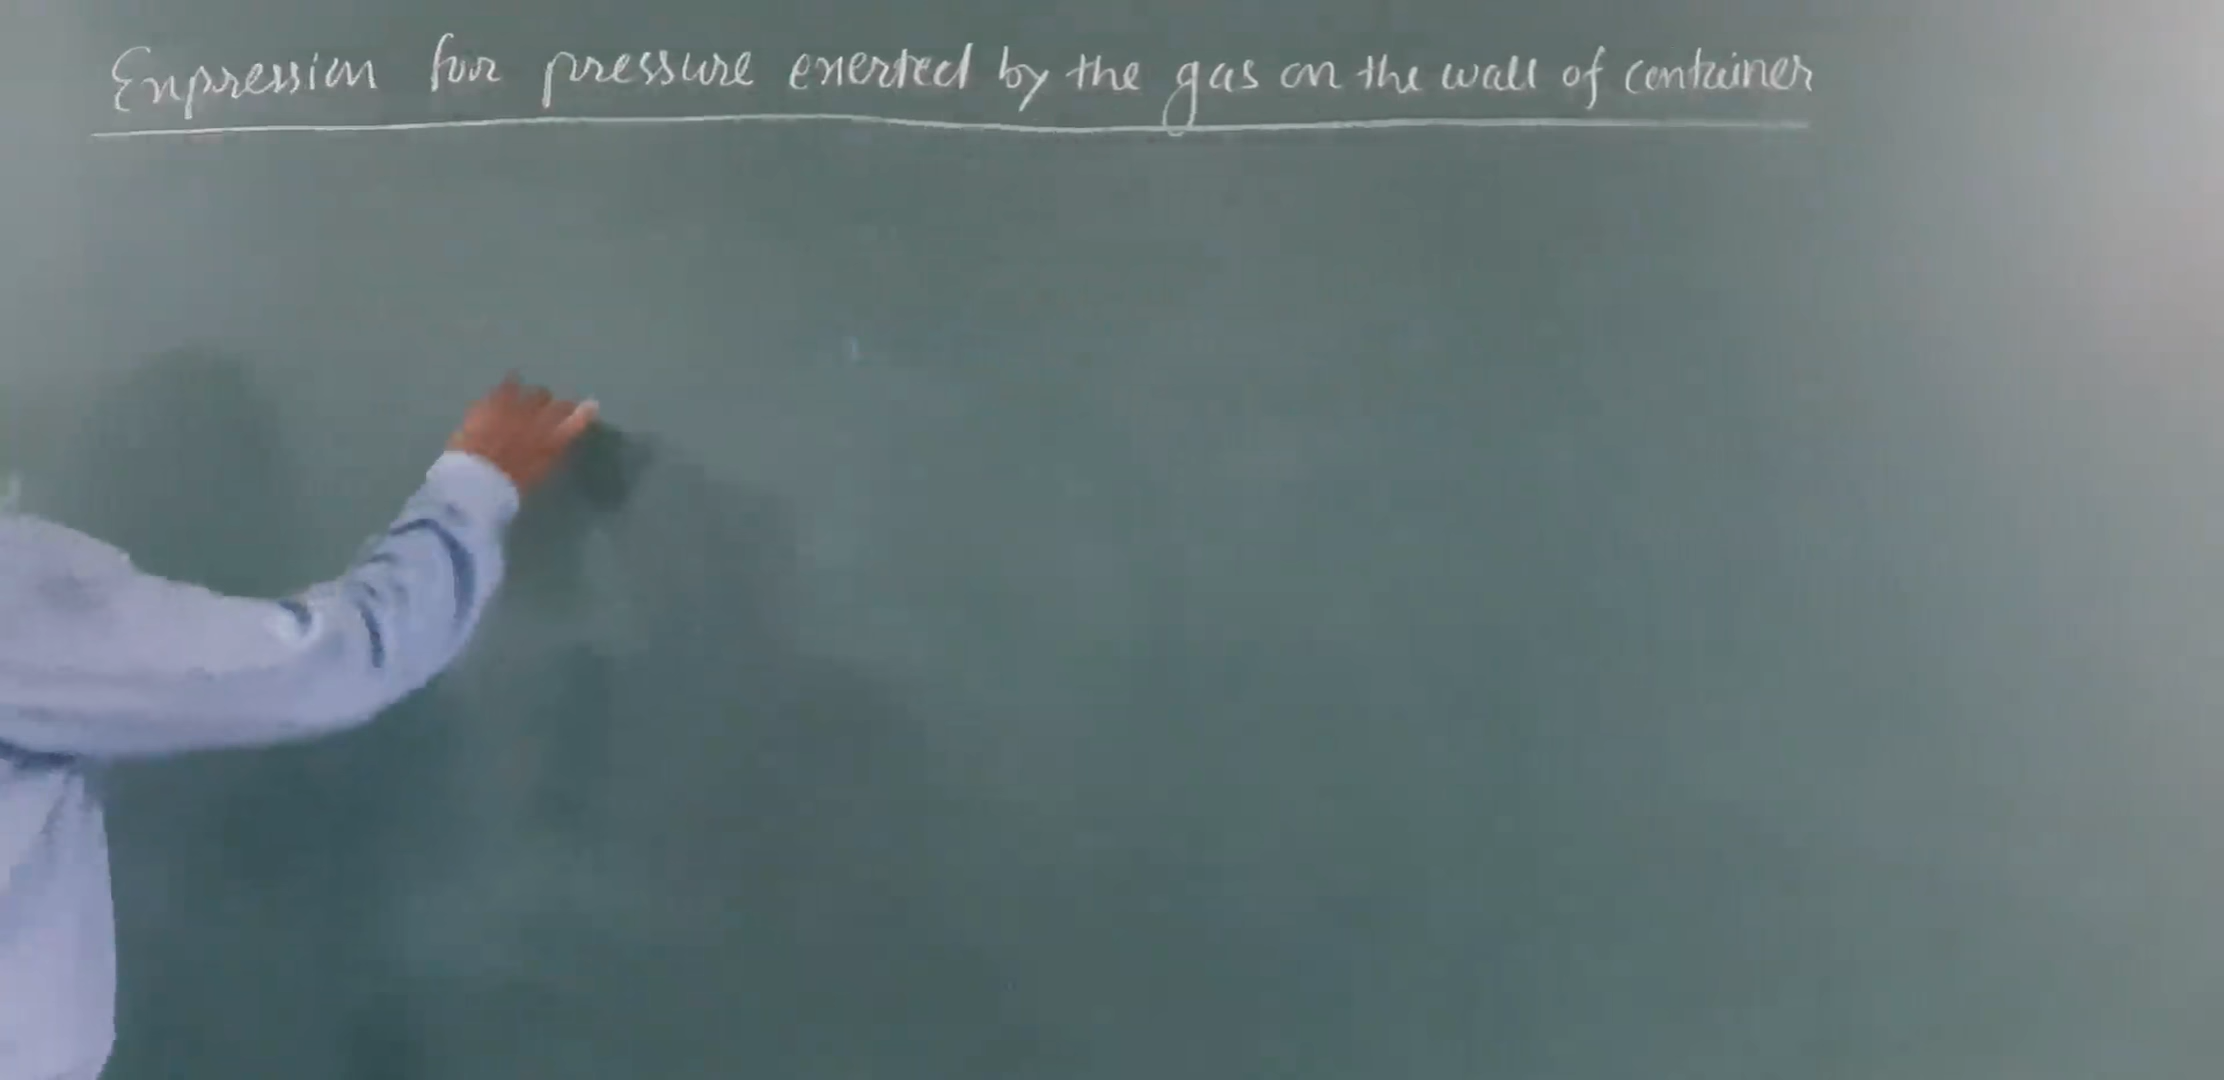 Expression for pressure exerted by the gas on the wall of container